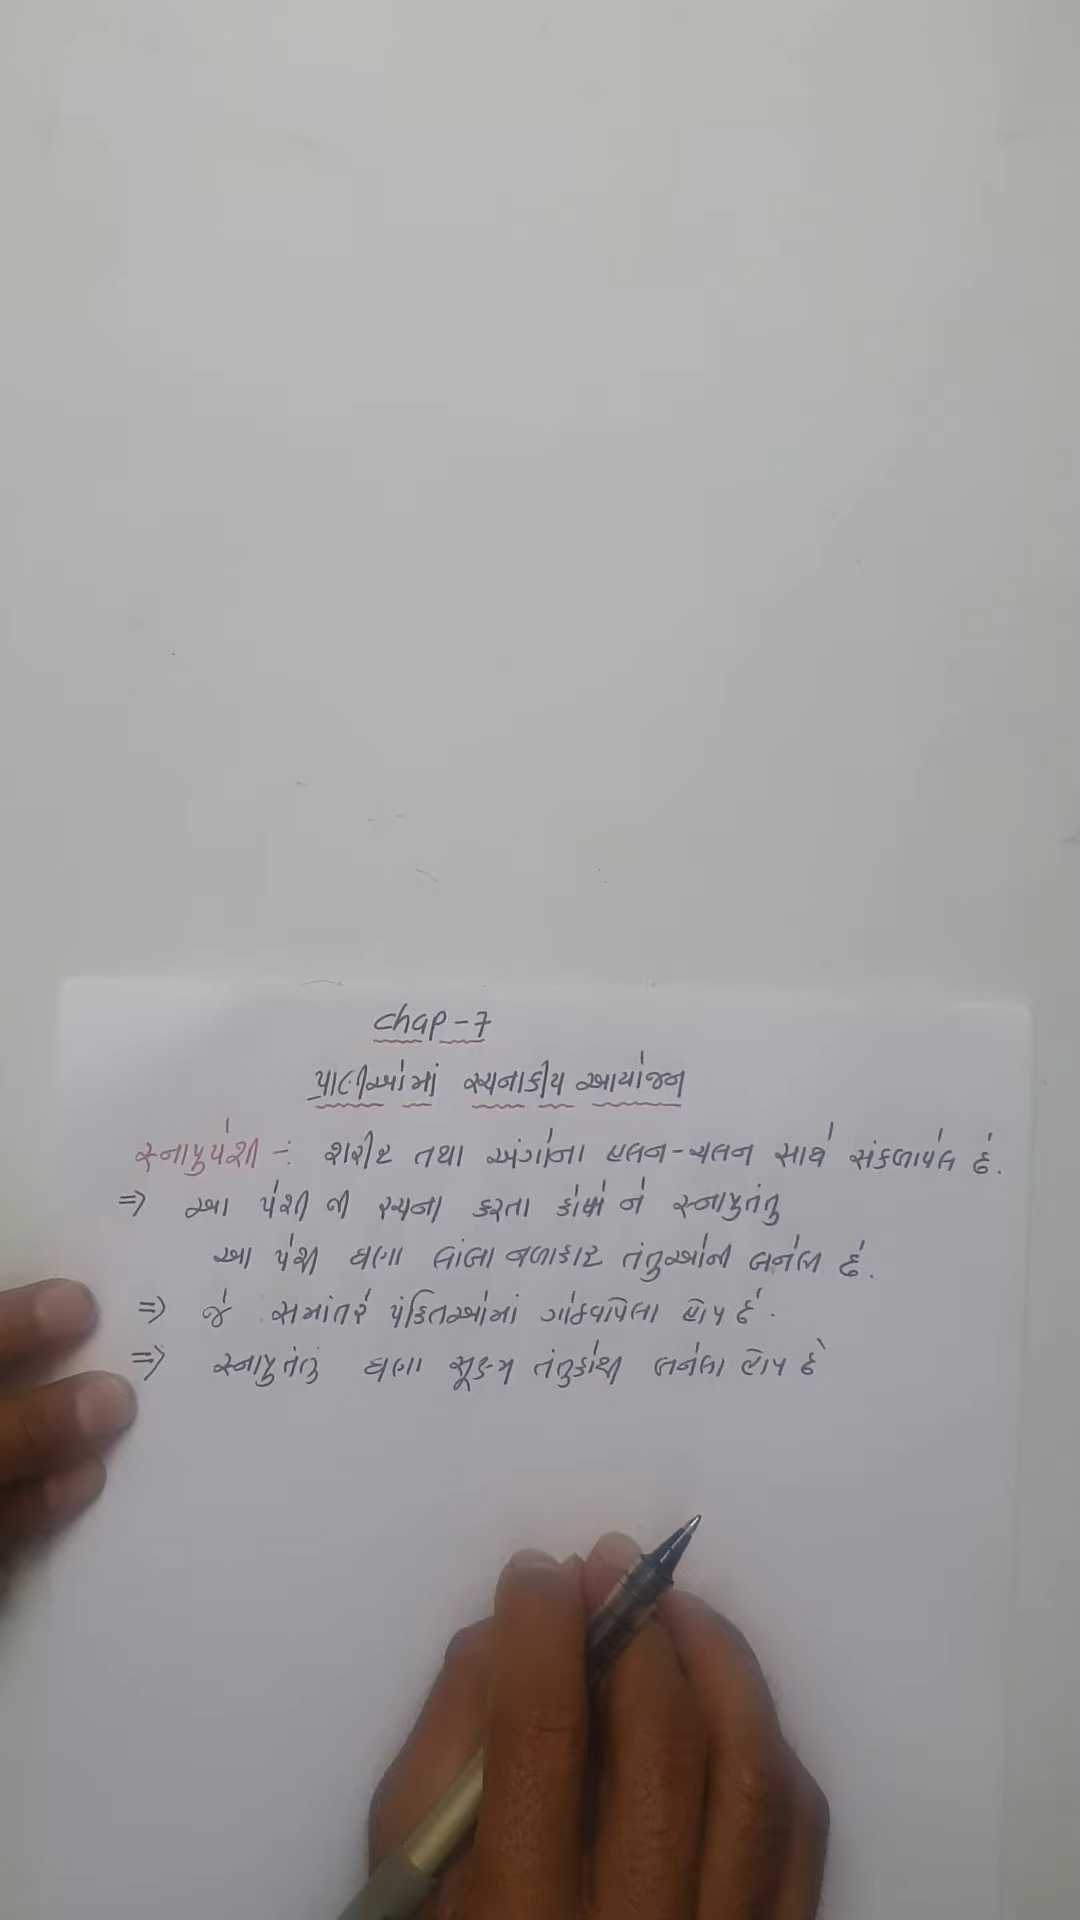 Chap-7
પ્રાણીઓમાં રચનાકીય આયોજન
સ્નાયુપેશી :- શરીર તથા અંગોના હલન-ચલન સાથે સંકળાયેલ છે.
=> આ પેશી ની રચના કરતા કોષો ને સ્નાયુતંતુ
આ પેશી ઘણા લાંબા નળાકાર તંતુઓની બનેલી છે.
=> જે સમાંતરે પંકિતઓમાં ગોઠવાયેલા હોય છે.
=> સ્નાયુતંતુ ઘણા સૂક્ષ્મ તંતુકોથી બનેલા હોય છે